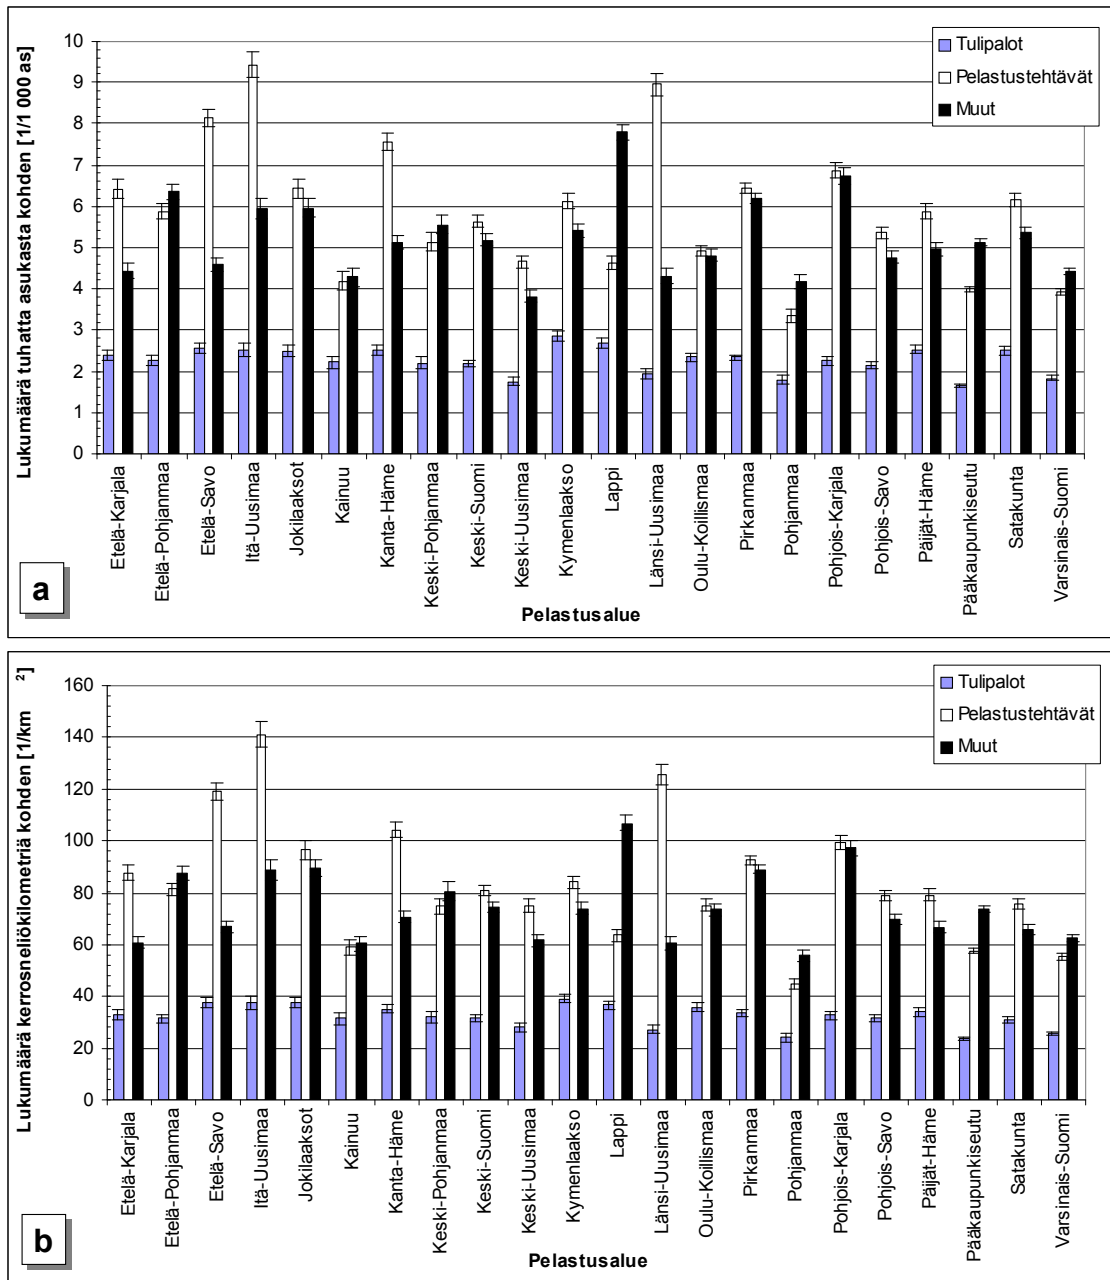 Lukumäärä tuhatta asukasta kohden [1/1 000 as]
10
9
8
7
6
5
4
3
2
1
0
Tulipalot
Pelastustehtävät
Muut
Etelä-Karjala
Etelä-Pohjanmaa
Etelä-Savo
Itä-Uusimaa
Jokilaaksot
Kainuu
Kanta-Häme
Keski-Pohjanmaa
Keski-Suomi
Keski-Uusimaa
Kymenlaakso
Lappi
Länsi-Uusimaa
Oulu-Koillismaa
Pirkanmaa
Pohjanmaa
Pohjois-Karjala
Pohjois-Savo
Päijät-Häme
Pääkaupunkiseutu
Satakunta
Varsinais-Suomi
a
Pelastusalue
Lukumäärä kerrosneliökilometriä kohden [1/km 2]
160
140
120
100
80
60
40
20
0
Tulipalot
Pelastustehtävät
Muut
Etelä-Karjala
Etelä-Pohjanmaa
Etelä-Savo
Itä-Uusimaa
Jokilaaksot
Kainuu
Kanta-Häme
Keski-Pohjanmaa
Keski-Suomi
Keski-Uusimaa
Kymenlaakso
Lappi
Länsi-Uusimaa
Oulu-Koillismaa
Pirkanmaa
Pohjanmaa
Pohjois-Karjala
Pohjois-Savo
Päijät-Häme
Pääkaupunkiseutu
Satakunta
Varsinais-Suomi
b
Pelastusalue